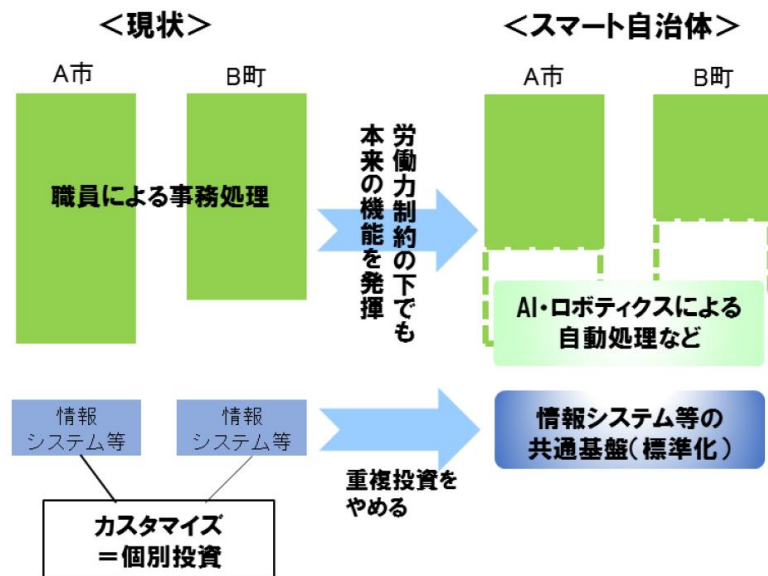 ＜現状＞
A市
B町
職員による事務処理
情報
システム等
情報
システム等
カスタマイズ
＝個別投資
労働力制約の下でも
本来の機能を発揮
重複投資を
やめる
＜スマート自治体＞
A市
B町
AI・ロボティクスによる
自動処理など
情報システム等の
共通基盤（標準化）